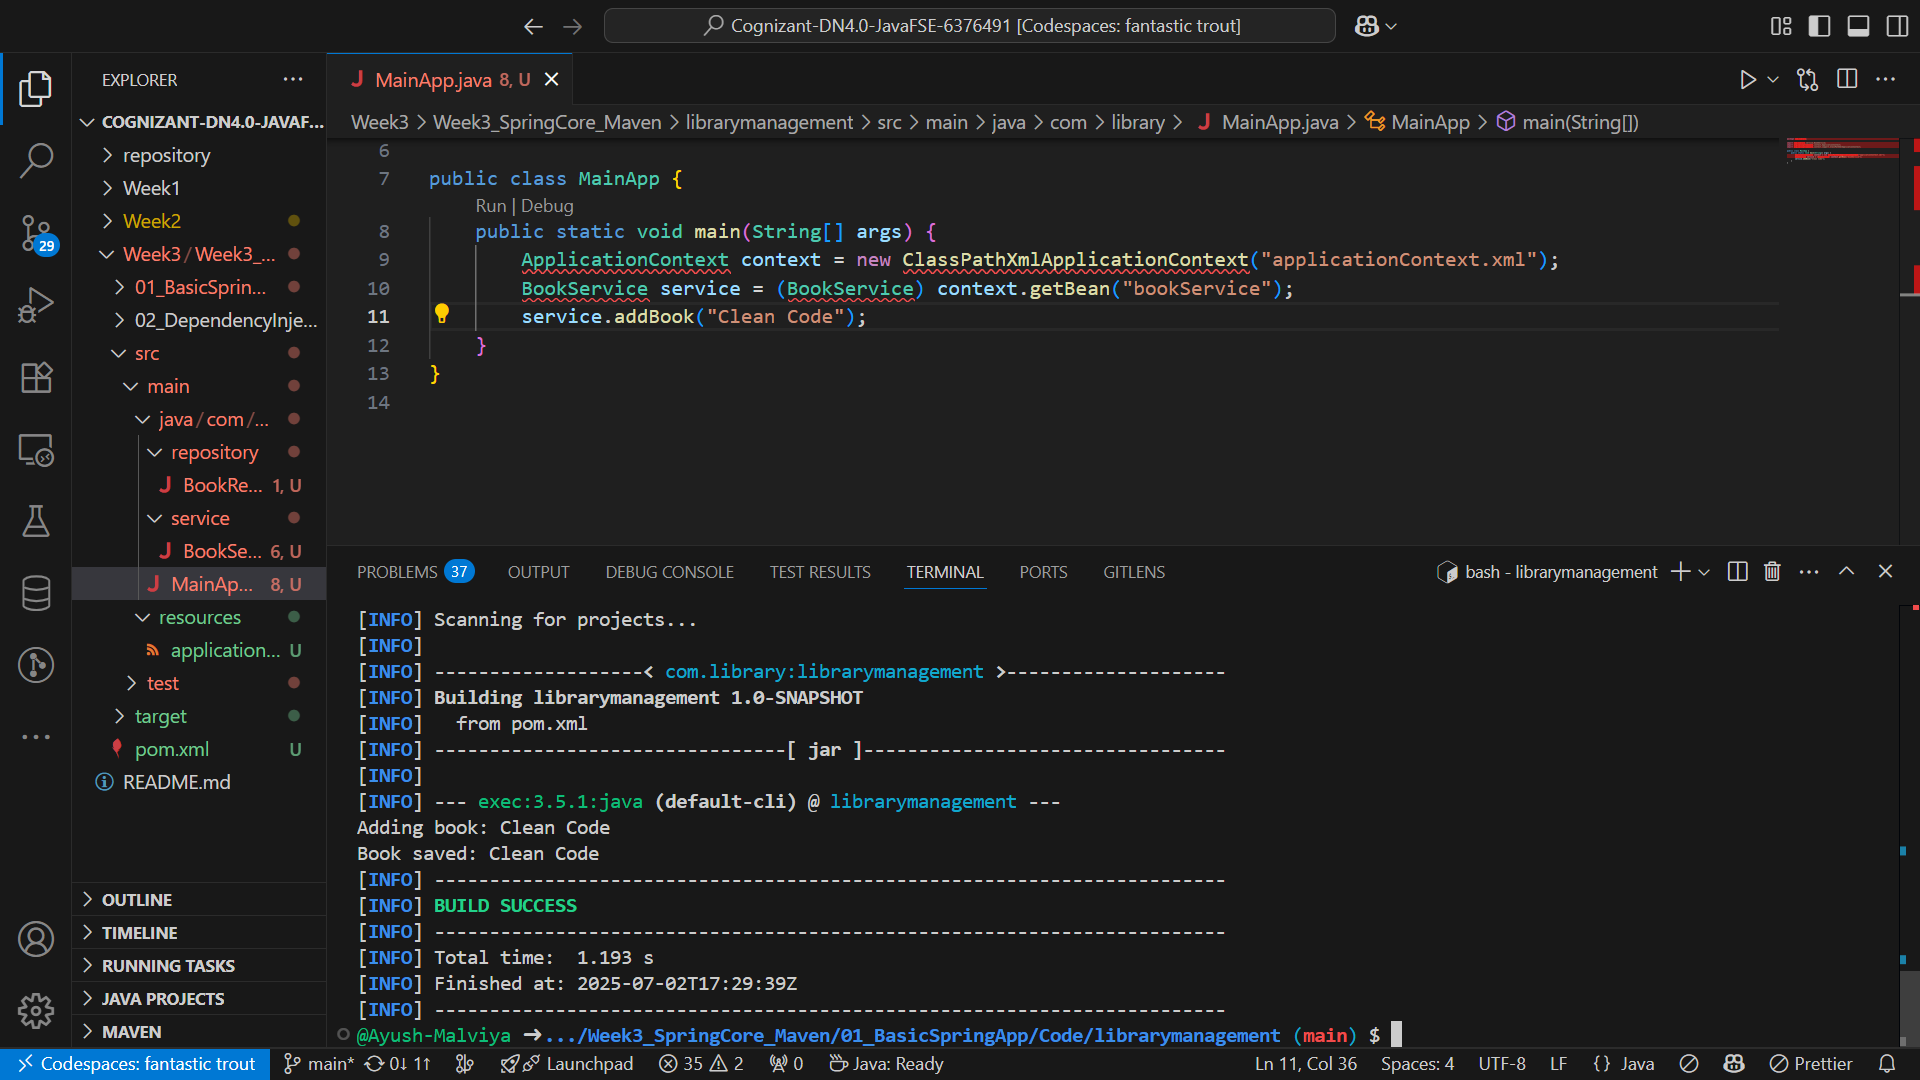 Cognizant-DN4.0-JavaFSE-6376491 [Codespaces: fantastic trout]
EXPLORER
COGNIZANT-DN4.0-JAVAF...
repository
Week1
Week2
Week3/Week3_...
01_BasicSprin...
02_DependencyInje...
src
main
java/com/...
repository
BookRe... 1, U
service
BookSe... 6, U
MainAp... 8, U
resources
application... U
test
target
pom.xml U
README.md
OUTLINE
TIMELINE
RUNNING TASKS
JAVA PROJECTS
MAVEN
29
MainApp.java 8, U
Week3 > Week3_SpringCore_Maven > librarymanagement > src > main > java > com > library > MainApp.java > MainApp > main(String[])
6
7 public class MainApp {
Run | Debug
8 public static void main(String[] args) {
9 ApplicationContext context = new ClassPathXmlApplicationContext("applicationContext.xml");
10 BookService service = (BookService) context.getBean("bookService");
11 service.addBook("Clean Code");
12 }
13 }
14
PROBLEMS 37 OUTPUT DEBUG CONSOLE TEST RESULTS TERMINAL PORTS GITLENS bash - librarymanagement
[INFO] Scanning for projects...
[INFO]
[INFO] -------------------< com.library:librarymanagement >--------------------
[INFO] Building librarymanagement 1.0-SNAPSHOT
[INFO]   from pom.xml
[INFO] --------------------------------[ jar ]---------------------------------
[INFO]
[INFO] --- exec:3.5.1:java (default-cli) @ librarymanagement ---
Adding book: Clean Code
Book saved: Clean Code
[INFO] ------------------------------------------------------------------------
[INFO] BUILD SUCCESS
[INFO] ------------------------------------------------------------------------
[INFO] Total time:  1.193 s
[INFO] Finished at: 2025-07-02T17:29:39Z
[INFO] ------------------------------------------------------------------------
@Ayush-Malviya ➜ .../Week3_SpringCore_Maven/01_BasicSpringApp/Code/librarymanagement (main) $
Codespaces: fantastic trout main* 0↓ 1↑ Launchpad 35 2 0 Java: Ready Ln 11, Col 36 Spaces: 4 UTF-8 LF {} Java Prettier